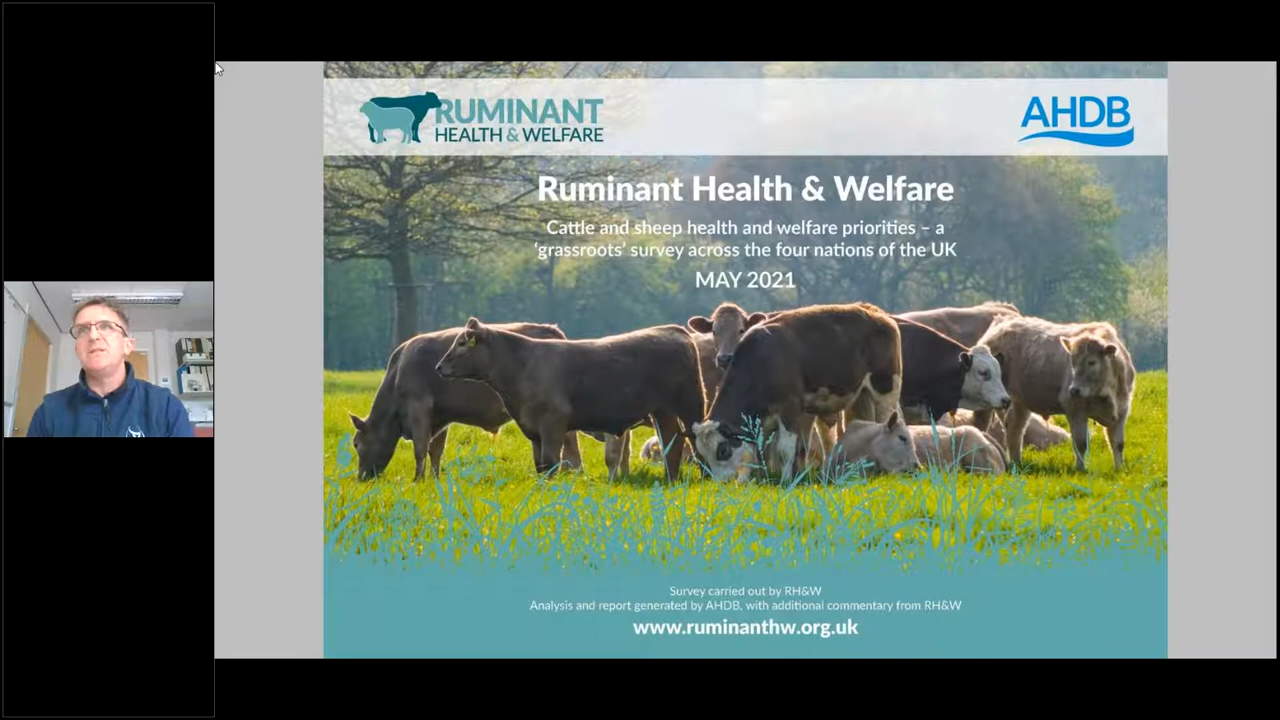 RUMINANT
HEALTH & WELFARE
AHDB
Ruminant Health & Welfare
Cattle and sheep health and welfare priorities – a
‘grassroots’ survey across the four nations of the UK
MAY 2021
Survey carried out by RH&W
Analysis and report generated by AHDB, with additional commentary from RH&W
www.ruminanthw.org.uk